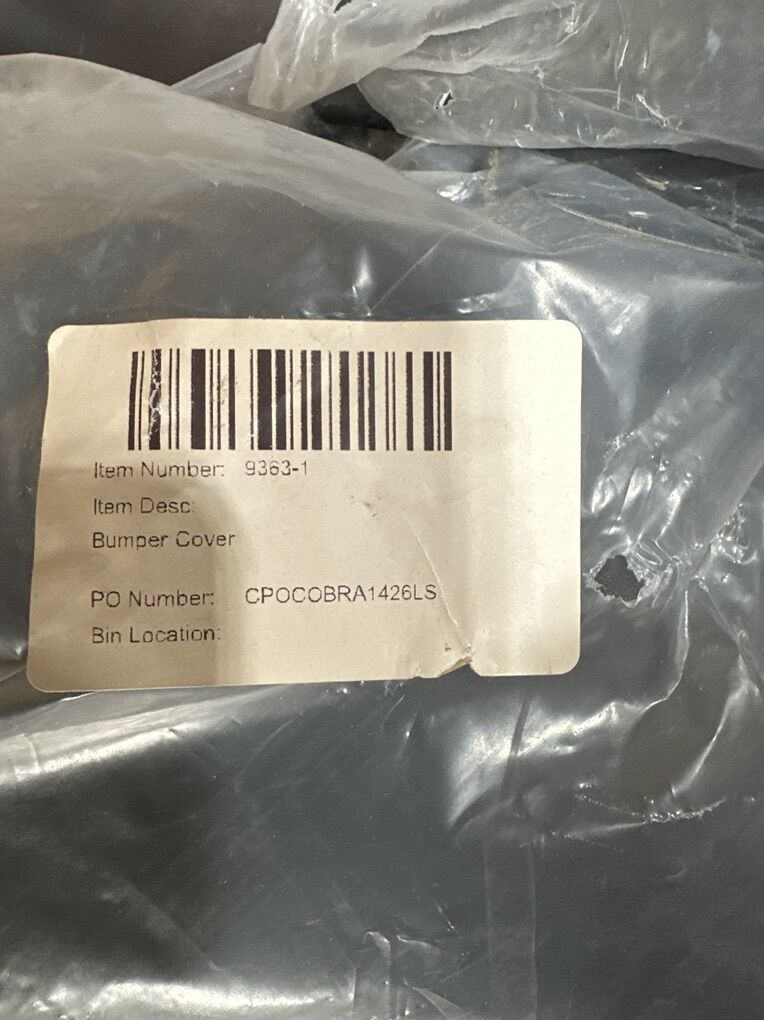 Item Number: 9363-1
Item Desc:
Bumper Cover
PO Number: CPOCOBRA1426LS
Bin Location: